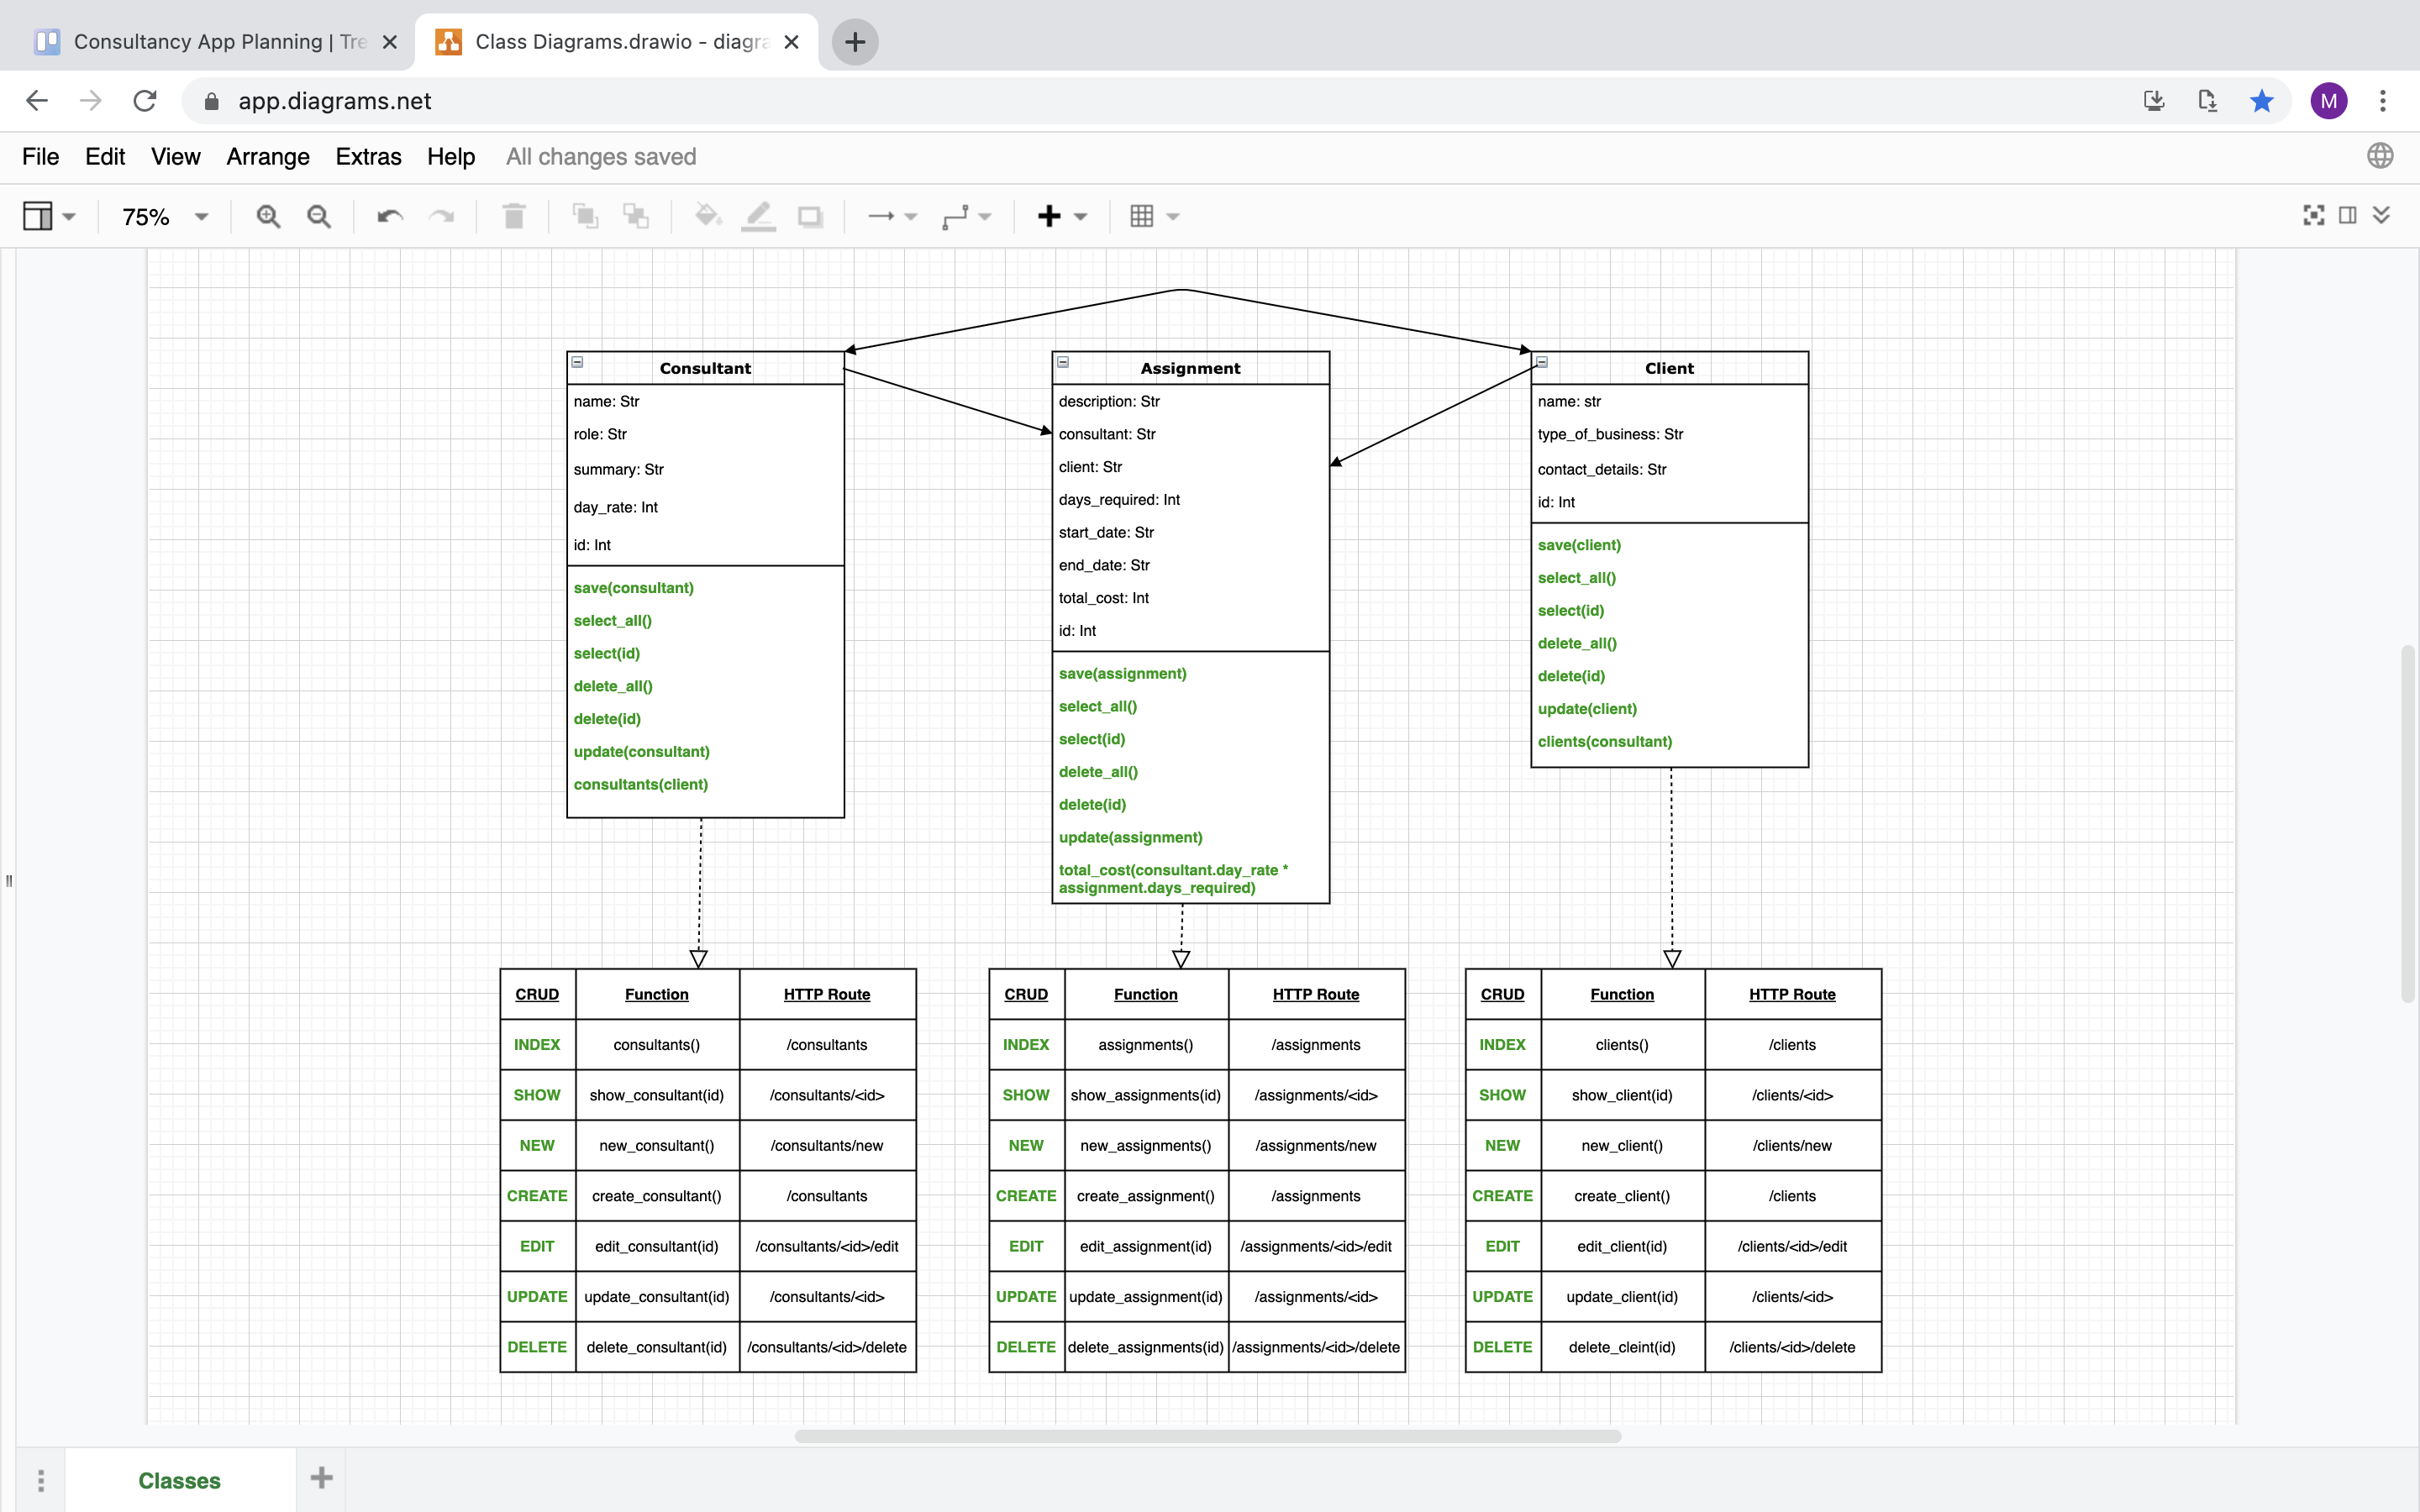 Consultancy App Planning | Tre
Class Diagrams.drawio - diagra
app.diagrams.net
M
File Edit View Arrange Extras Help All changes saved
75%
Consultant
name: Str
role: Str
summary: Str
day_rate: Int
id: Int
save(consultant)
select_all()
select(id)
delete_all()
delete(id)
update(consultant)
consultants(client)
Assignment
description: Str
consultant: Str
client: Str
days_required: Int
start_date: Str
end_date: Str
total_cost: Int
id: Int
save(assignment)
select_all()
select(id)
delete_all()
delete(id)
update(assignment)
total_cost(consultant.day_rate *
assignment.days_required)
Client
name: str
type_of_business: Str
contact_details: Str
id: Int
save(client)
select_all()
select(id)
delete_all()
delete(id)
update(client)
clients(consultant)
CRUD Function HTTP Route
INDEX consultants() /consultants
SHOW show_consultant(id) /consultants/<id>
NEW new_consultant() /consultants/new
CREATE create_consultant() /consultants
EDIT edit_consultant(id) /consultants/<id>/edit
UPDATE update_consultant(id) /consultants/<id>
DELETE delete_consultant(id) /consultants/<id>/delete
CRUD Function HTTP Route
INDEX assignments() /assignments
SHOW show_assignments(id) /assignments/<id>
NEW new_assignments() /assignments/new
CREATE create_assignment() /assignments
EDIT edit_assignment(id) /assignments/<id>/edit
UPDATE update_assignment(id) /assignments/<id>
DELETE delete_assignments(id) /assignments/<id>/delete
CRUD Function HTTP Route
INDEX clients() /clients
SHOW show_client(id) /clients/<id>
NEW new_client() /clients/new
CREATE create_client() /clients
EDIT edit_client(id) /clients/<id>/edit
UPDATE update_client(id) /clients/<id>
DELETE delete_cleint(id) /clients/<id>/delete
Classes